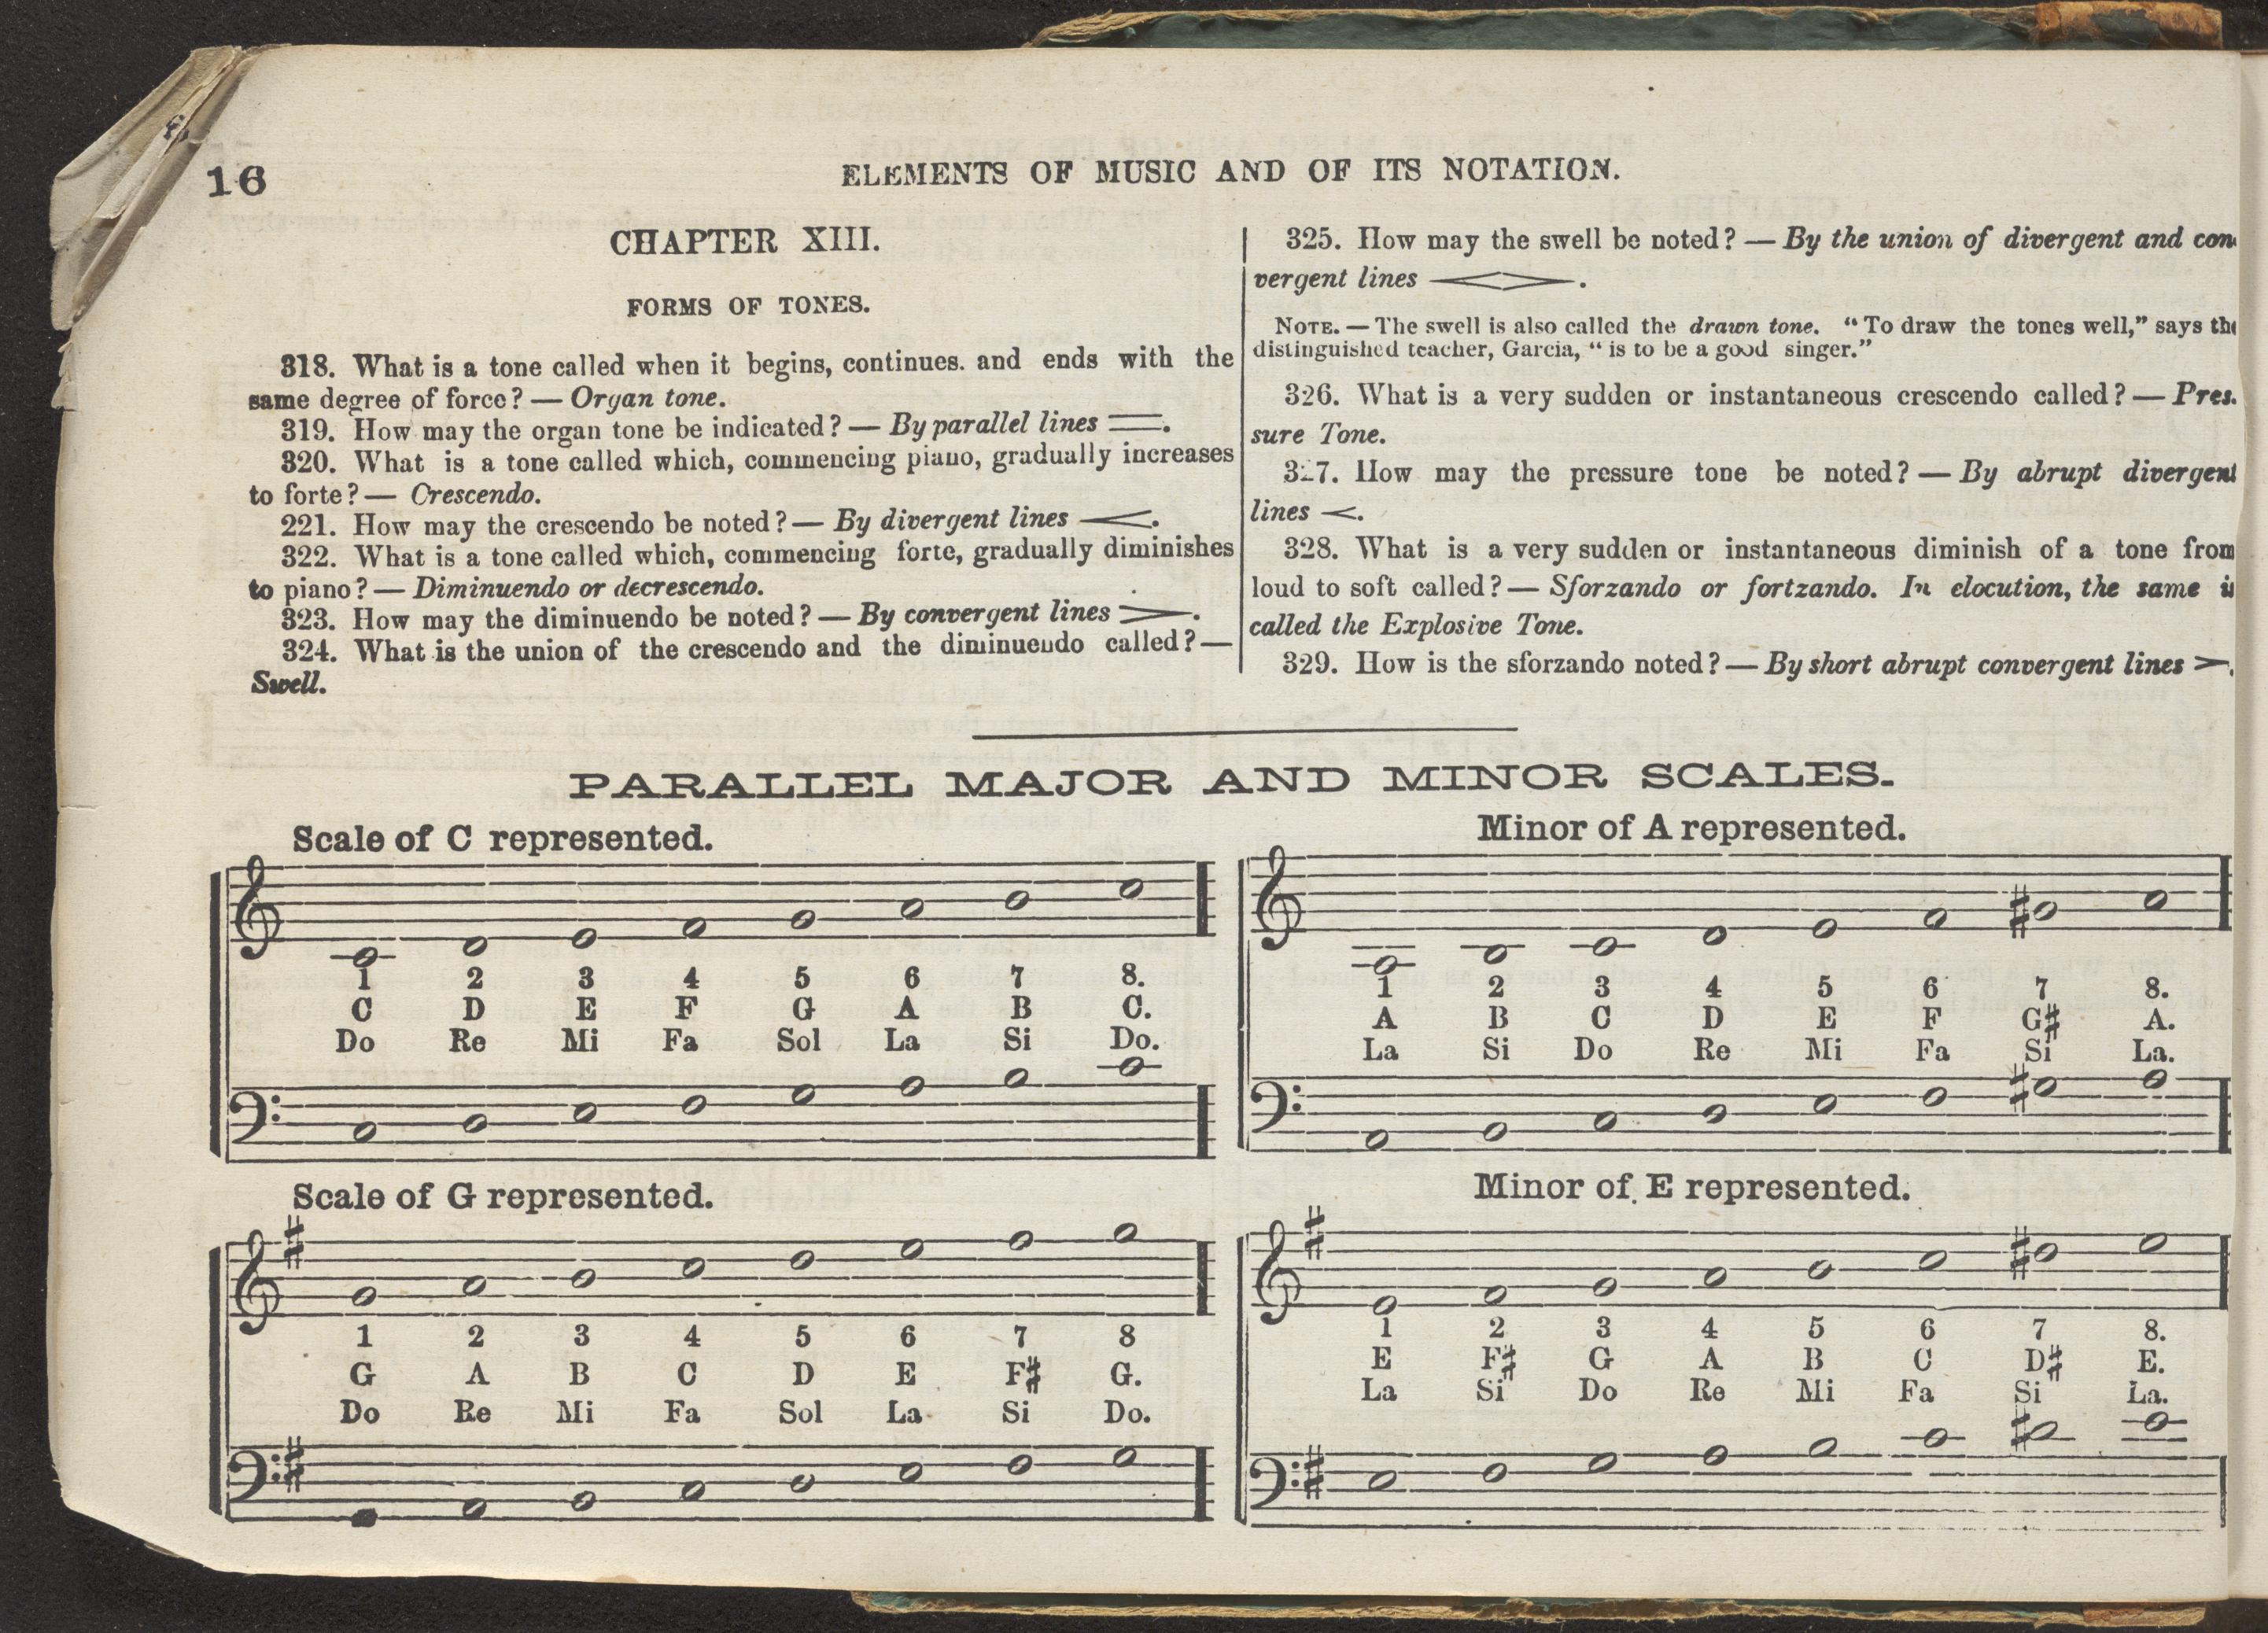 16
ELEMENTS OF MUSIC AND OF ITS NOTATION.
CHAPTER XIII.
FORMS OF TONES.
318. What is a tone called when it begins, continues. and ends with the
same degree of force? — Organ tone.
319. How may the organ tone be indicated? — By parallel lines ═.
320. What is a tone called which, commencing piano, gradually increases
to forte? — Crescendo.
221. How may the crescendo be noted? — By divergent lines <.
322. What is a tone called which, commencing forte, gradually diminishes
to piano? — Diminuendo or decrescendo.
323. How may the diminuendo be noted? — By convergent lines >.
324. What is the union of the crescendo and the diminuendo called? —
Swell.
325. How may the swell be noted? — By the union of divergent and con-
vergent lines <>.
NOTE. — The swell is also called the drawn tone. "To draw the tones well," says the
distinguished teacher, Garcia, "is to be a good singer."
326. What is a very sudden or instantaneous crescendo called? — Pres-
sure Tone.
327. How may the pressure tone be noted? — By abrupt divergent
lines <.
328. What is a very sudden or instantaneous diminish of a tone from
loud to soft called? — Sforzando or fortzando. In elocution, the same is
called the Explosive Tone.
329. How is the sforzando noted? — By short abrupt convergent lines >.
PARALLEL MAJOR AND MINOR SCALES.
Scale of C represented.
1 2 3 4 5 6 7 8.
C D E F G A B C.
Do Re Mi Fa Sol La Si Do.
Minor of A represented.
1 2 3 4 5 6 7 8.
A B C D E F G♯ A.
La Si Do Re Mi Fa Si La.
Scale of G represented.
1 2 3 4 5 6 7 8
G A B C D E F♯ G.
Do Re Mi Fa Sol La Si Do.
Minor of E represented.
1 2 3 4 5 6 7 8.
E F♯ G A B C D♯ E.
La Si Do Re Mi Fa Si La.